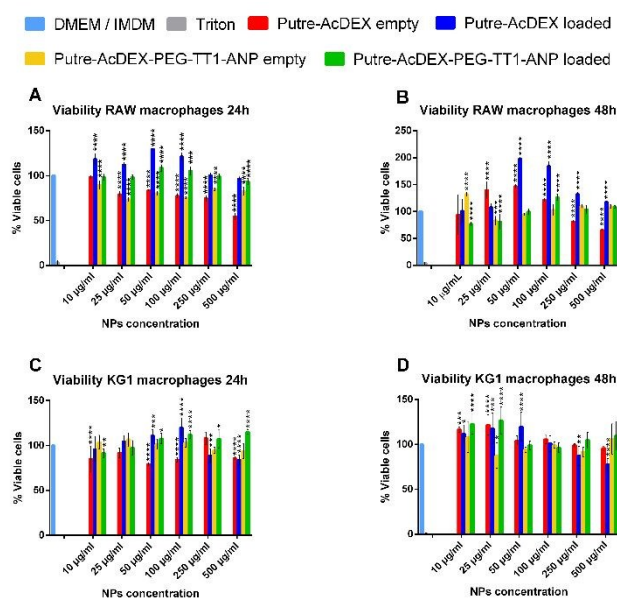 DMEM / IMDM Triton Putre-AcDEX empty Putre-AcDEX loaded
Putre-AcDEX-PEG-TT1-ANP empty Putre-AcDEX-PEG-TT1-ANP loaded
A
Viability RAW macrophages 24h
% Viable cells
150
100
50
0
10 µg/ml 25 µg/ml 50 µg/ml 100 µg/ml 250 µg/ml 500 µg/ml
NPs concentration
B
Viability RAW macrophages 48h
% Viable cells
250
200
150
100
50
0
10 µg/mL 25 µg/ml 50 µg/ml 100 µg/ml 250 µg/ml 500 µg/ml
NPs concentration
C
Viability KG1 macrophages 24h
% Viable cells
150
100
50
0
10 µg/ml 25 µg/ml 50 µg/ml 100 µg/ml 250 µg/ml 500 µg/ml
NPs concentration
D
Viability KG1 macrophages 48h
% Viable cells
150
100
50
0
10 µg/ml 25 µg/ml 50 µg/ml 100 µg/ml 250 µg/ml 500 µg/ml
NPs concentration